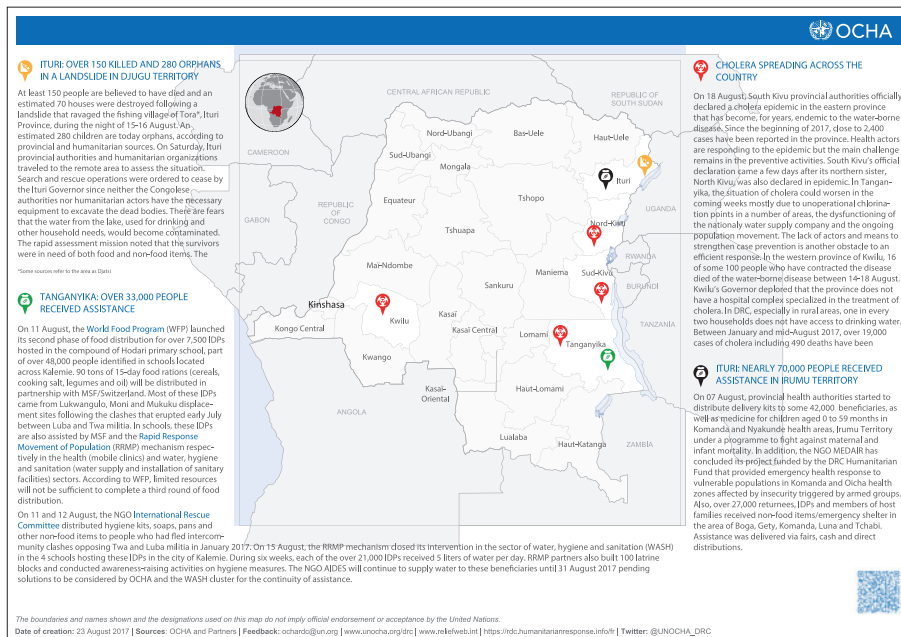 OCHA
ITURI: OVER 150 KILLED AND 280 ORPHANS
IN A LANDSLIDE IN DJUGU TERRITORY
At least 150 people are believed to have died and an
estimated 70 houses were destroyed following a
landslide that ravaged the fishing village of Tora*, Ituri
Province, during the night of 15-16 August. An
estimated 280 children are today orphans, according to
provincial and humanitarian sources. On Saturday, Ituri
provincial authorities and humanitarian organizations
traveled to the remote area to assess the situation.
Search and rescue operations were ordered to cease by
the Ituri Governor since neither the Congolese
authorities nor humanitarian actors have the necessary
equipment to excavate the dead bodies. There are fears
that the water from the lake, used for drinking and
other household needs, would become contaminated.
The rapid assessment mission noted that the survivors
were in need of both food and non-food items. The
*Some sources refer to the area as Djatsi
TANGANYIKA: OVER 33,000 PEOPLE
RECEIVED ASSISTANCE
On 11 August, the World Food Program (WFP) launched
its second phase of food distribution for over 7,500 IDPs
hosted in the compound of Hodari primary school, part
of over 48,000 people identified in schools located
across Kalemie. 90 tons of 15-day food rations (cereals,
cooking salt, legumes and oil) will be distributed in
partnership with MSF/Switzerland. Most of these IDPs
came from Lukwangulo, Moni and Mukuku displace-
ment sites following the clashes that erupted early July
between Luba and Twa militia. In schools, these IDPs
are also assisted by MSF and the Rapid Response
Movement of Population (RRMP) mechanism respec-
tively in the health (mobile clinics) and water, hygiene
and sanitation (water supply and installation of sanitary
facilities) sectors. According to WFP, limited resources
will not be sufficient to complete a third round of food
distribution.
On 11 and 12 August, the NGO International Rescue
Committee distributed hygiene kits, soaps, pans and
other non-food items to people who had fled intercom-
munity clashes opposing Twa and Luba militia in January 2017. On 15 August, the RRMP mechanism closed its intervention in the sector of water, hygiene and sanitation (WASH)
in the 4 schools hosting these IDPs in the city of Kalemie. During six weeks, each of the over 21,000 IDPs received 5 liters of water per day. RRMP partners also built 100 latrine
blocks and conducted awareness-raising activities on hygiene measures. The NGO AIDES will continue to supply water to these beneficiaries until 31 August 2017 pending
solutions to be considered by OCHA and the WASH cluster for the continuity of assistance.
CENTRAL AFRICAN REPUBLIC
REPUBLIC OF
SOUTH SUDAN
CAMEROON
Nord-Ubangi
Bas-Uele
Haut-Uele
Sud-Ubangi
Mongala
Ituri
Equateur
Tshopo
UGANDA
GABON
REPUBLIC
OF
CONGO
Tshuapa
Nord-Kivu
Maï-Ndombe
Maniema
RWANDA
Sud-Kivu
Sankuru
BURUNDI
Kinshasa
Kwilu
Kasaï
TANZANIA
Kongo Central
Kasaï Central
Lomami
Tanganyika
Kwango
Kasaï-
Oriental
Haut-Lomami
ANGOLA
Lualaba
Haut-Katanga
ZAMBIA
CHOLERA SPREADING ACROSS THE
COUNTRY
On 18 August, South Kivu provincial authorities officially
declared a cholera epidemic in the eastern province
that has become, for years, endemic to the water-borne
disease. Since the beginning of 2017, close to 2,400
cases have been reported in the province. Health actors
are responding to the epidemic but the main challenge
remains in the preventive activities. South Kivu's official
declaration came a few days after its northern sister,
North Kivu, was also declared in epidemic. In Tangan-
yika, the situation of cholera could worsen in the
coming weeks mostly due to unoperational chlorina-
tion points in a number of areas, the dysfunctioning of
the nationaly water supply company and the ongoing
population movement. The lack of actors and means to
strengthen case prevention is another obstacle to an
efficient response. In the western province of Kwilu, 16
of some 100 people who have contracted the disease
died of the water-borne disease between 14-18 August.
Kwilu's Governor deplored that the province does not
have a hospital complex specialized in the treatment of
cholera. In DRC, especially in rural areas, one in every
two households does not have access to drinking water.
Between January and mid-August 2017, over 19,000
cases of cholera including 490 deaths have been
ITURI: NEARLY 70,000 PEOPLE RECEIVED
ASSISTANCE IN IRUMU TERRITORY
On 07 August, provincial health authorities started to
distribute delivery kits to some 42,000 beneficiaries, as
well as medicine for children aged 0 to 59 months in
Komanda and Nyakunde health areas, Irumu Territory
under a programme to fight against maternal and
infant mortality. In addition, the NGO MEDAIR has
concluded its project funded by the DRC Humanitarian
Fund that provided emergency health response to
vulnerable populations in Komanda and Oicha health
zones affected by insecurity triggered by armed groups.
Also, over 27,000 returnees, IDPs and members of host
families received non-food items/emergency shelter in
the area of Boga, Gety, Komanda, Luna and Tchabi.
Assistance was delivered via fairs, cash and direct
distributions.
The boundaries and names shown and the designations used on this map do not imply official endorsement or acceptance by the United Nations.
Date of creation: 23 August 2017 | Sources: OCHA and Partners | Feedback: ochardc@un.org | www.unocha.org/drc | www.reliefweb.int | https://rdc.humanitarianresponse.info/fr | Twitter: @UNOCHA_DRC